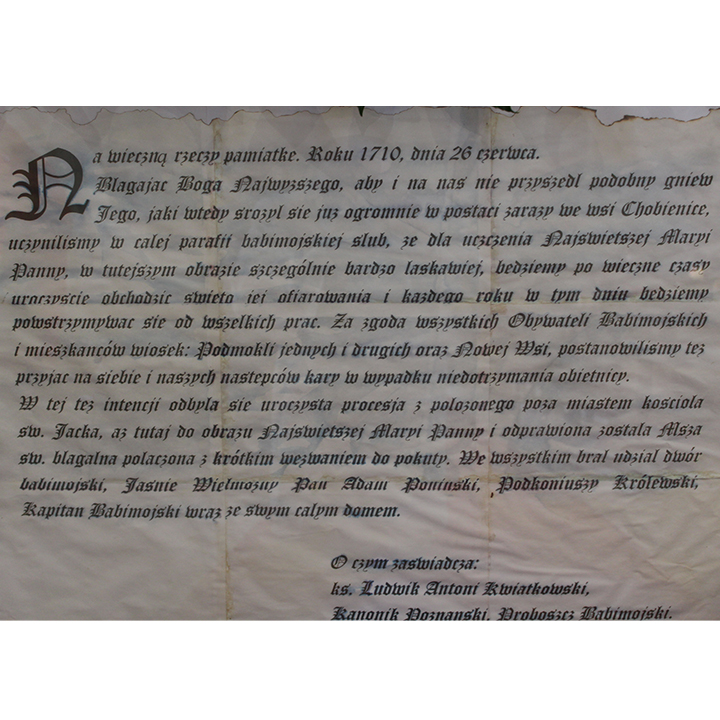 Na wieczną rzeczy pamiatke. Roku 1710, dnia 26 czerwca.
Blagajac Boga Najwyzszego, aby i na nas nie przyszedl podobny gniew
Jego, jaki wtedy srozyl sie juz ogromnie w postaci zarazy we wsi Chobienice,
uczynilismy w calej parafii babimojskiej slub, ze dla uczczenia Najswietszej Maryi
Panny, w tutejszym obrazie szczególnie bardzo laskawiej, bedziemy po wieczne czasy
uroczyscie obchodzic swieto jej ofiarowania i kazdego roku w tym dniu bedziemy
powstrzymywac sie od wszelkich prac. Za zgoda wszystkich Obywateli Babimojskich
i mieszkanców wiosek: Podmokli jednych i drugich oraz Nowej Wsi, postanowilismy tez
przyjac na siebie i naszych nastepców kary w wypadku niedotrzymania obietnicy.
W tej tez intencji odbyla sie uroczysta procesja z polozonego poza miastem kosciola
sw. Jacka, az tutaj do obrazu Najswietszej Maryi Panny i odprawiona zostala Msza
sw. blagalna polaczona z krótkim wezwaniem do pokuty. We wszystkim bral udzial dwór
babimojski, Jasnie Wielmozny Pan Adam Poninski, Podkoniuszy Królewski,
Kapitan Babimojski wraz ze swym calym domem.
O czym zaswiadcza:
ks. Ludwik Antoni Kwiatkowski,
Kanonik Poznanski, Proboszcz Babimojski.